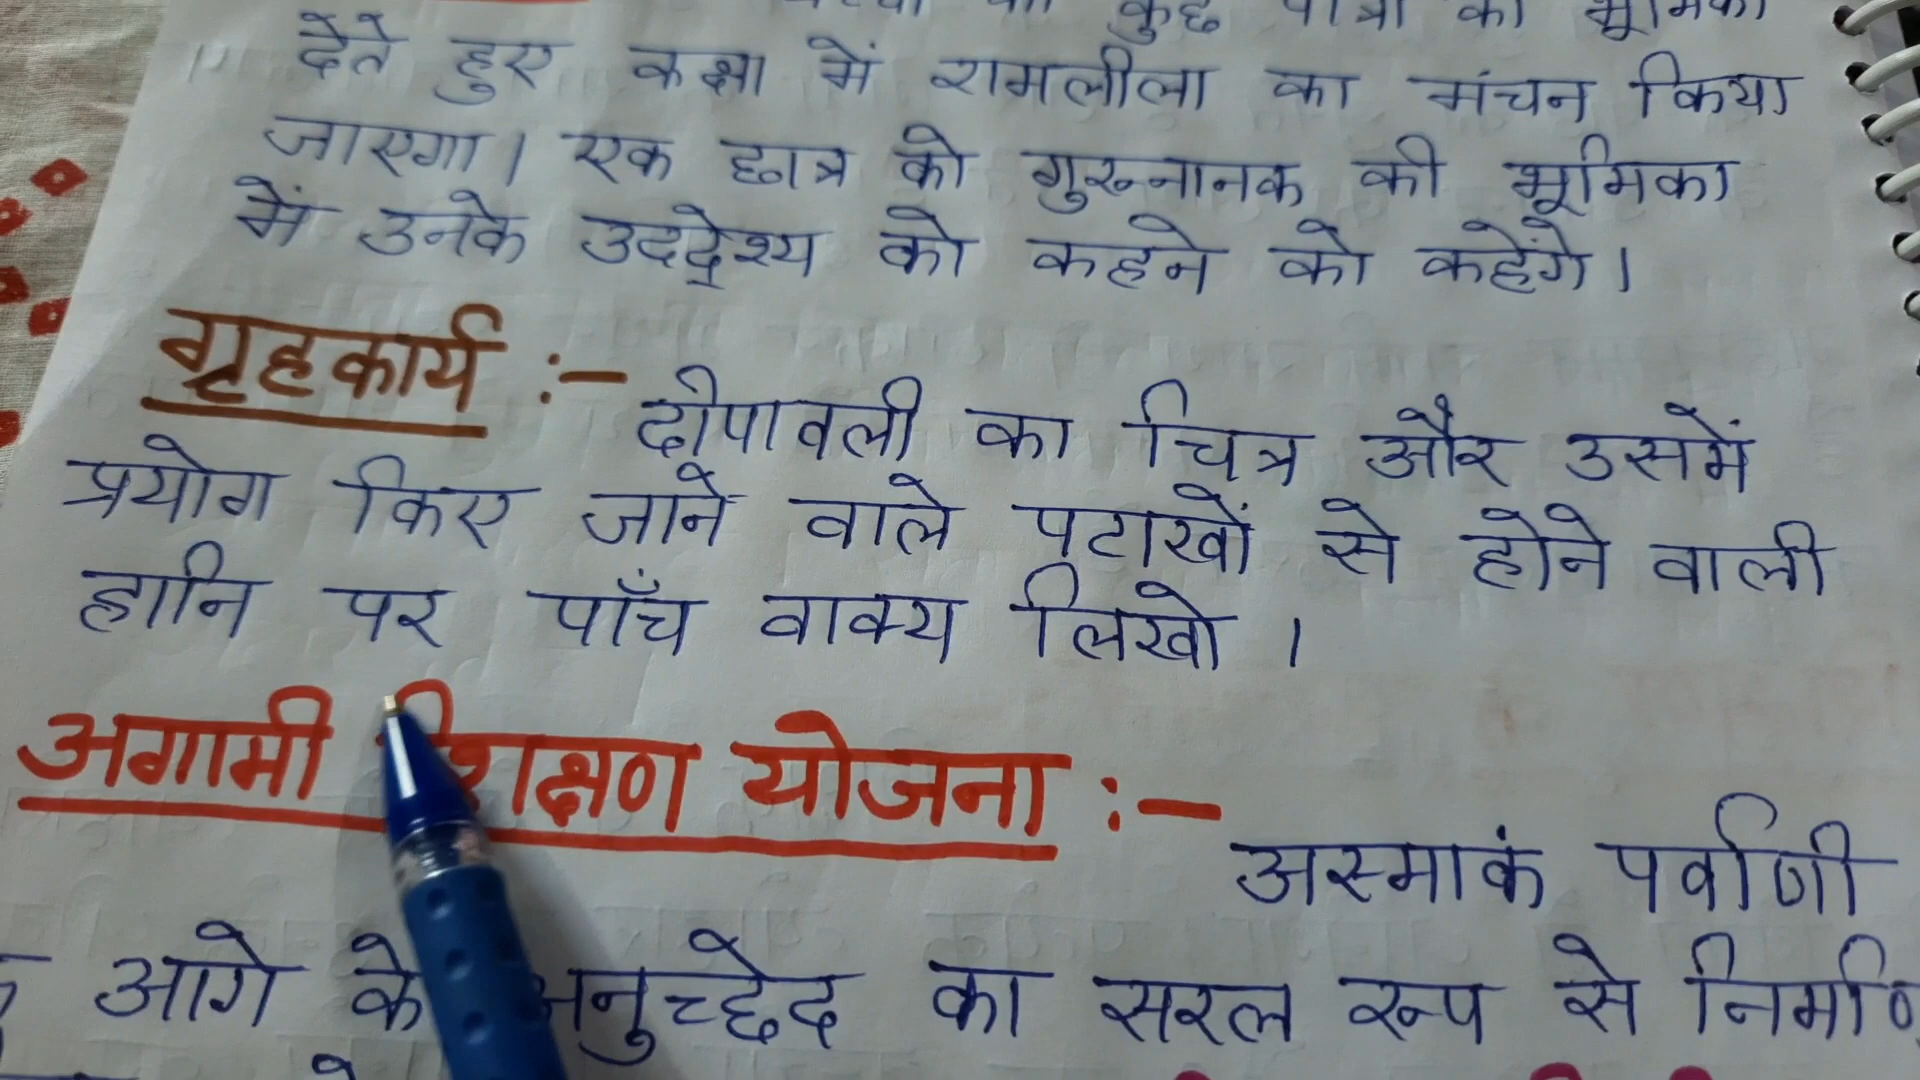 कुछ पात्रों की भूमिका
देते हुए कक्षा में रामलीला का मंचन किया
जाएगा। एक छात्र को गुरुनानक की भूमिका
में उनके उददे्श्य को कहने को कहेंगे।
गृहकार्य :-
दीपावली का चित्र और उसमें
प्रयोग किए जाने वाले पटाखों से होने वाली
हानि पर पाँच वाक्य लिखो ।
अगामी शिक्षण योजना :-
अस्माकं पर्वाणी
आगे के अनुच्छेद का सरल रूप से